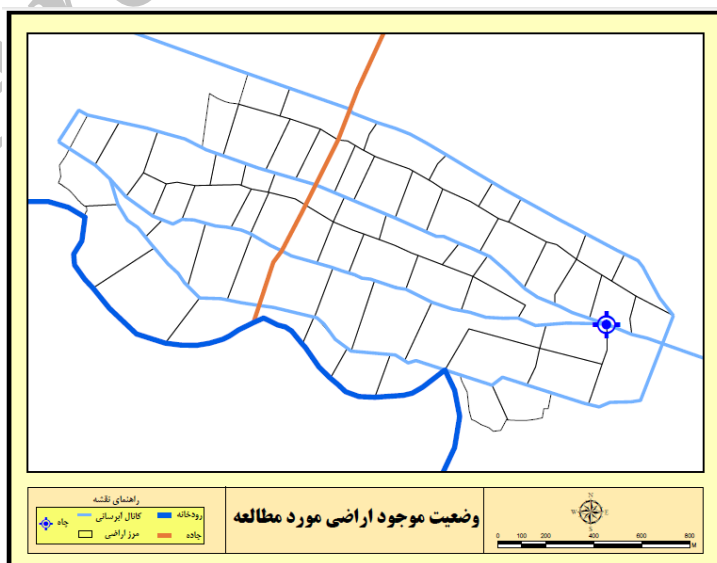 راهنمای نقشه
رودخانه
کانال آبرسانی
چاه
جاده
مرز اراضی
وضعیت موجود اراضی مورد مطالعه
N
W
E
S
0 100 200 400 600 800
M